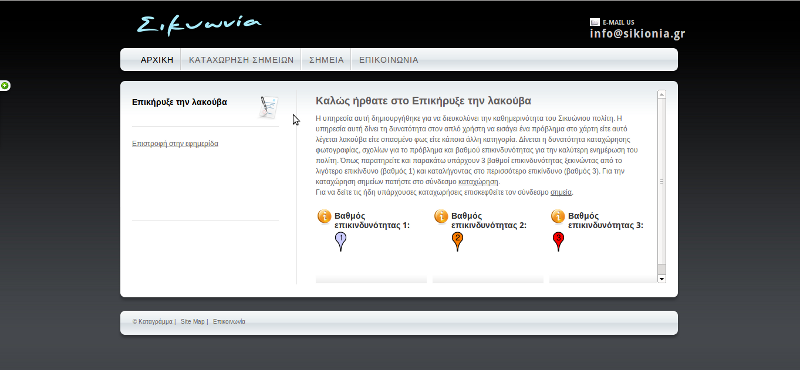 Σικυωνία
E-MAIL US
info@sikionia.gr
ΑΡΧΙΚΗ ΚΑΤΑΧΩΡΗΣΗ ΣΗΜΕΙΩΝ ΣΗΜΕΙΑ ΕΠΙΚΟΙΝΩΝΙΑ
Επικήρυξε την λακούβα
Επιστροφή στην εφημερίδα
Καλώς ήρθατε στο Επικήρυξε την λακούβα
Η υπηρεσία αυτή δημιουργήθηκε για να διευκολύνει την καθημερινότητα του Σικυώνιου πολίτη. Η
υπηρεσία αυτή δίνει τη δυνατότητα στον απλό χρήστη να εισάγει ένα πρόβλημα στο χάρτη είτε αυτό
λέγεται λακούβα είτε σπασμένο φως είτε κάποια άλλη κατηγορία. Δίνεται η δυνατότητα καταχώρησης
φωτογραφίας, σχολίων για το πρόβλημα και βαθμού επικινδυνότητας για την καλύτερη ενημέρωση του
πολίτη. Όπως παρατηρείτε και παρακάτω υπάρχουν 3 βαθμοί επικινδυνότητας ξεκινώντας από το
λιγότερο επικίνδυνο (βαθμός 1) και καταλήγοντας στο περισσότερο επικίνδυνο (βαθμός 3). Για την
καταχώρηση σημείων πατήστε στο σύνδεσμο καταχώρηση.
Για να δείτε τις ήδη υπάρχουσες καταχωρήσεις επισκεφθείτε τον σύνδεσμο σημεία.
Βαθμός
επικινδυνότητας 1:
1
Βαθμός
επικινδυνότητας 2:
2
Βαθμός
επικινδυνότητας 3:
© Καταγράμμα | Site Map | Επικοινωνία